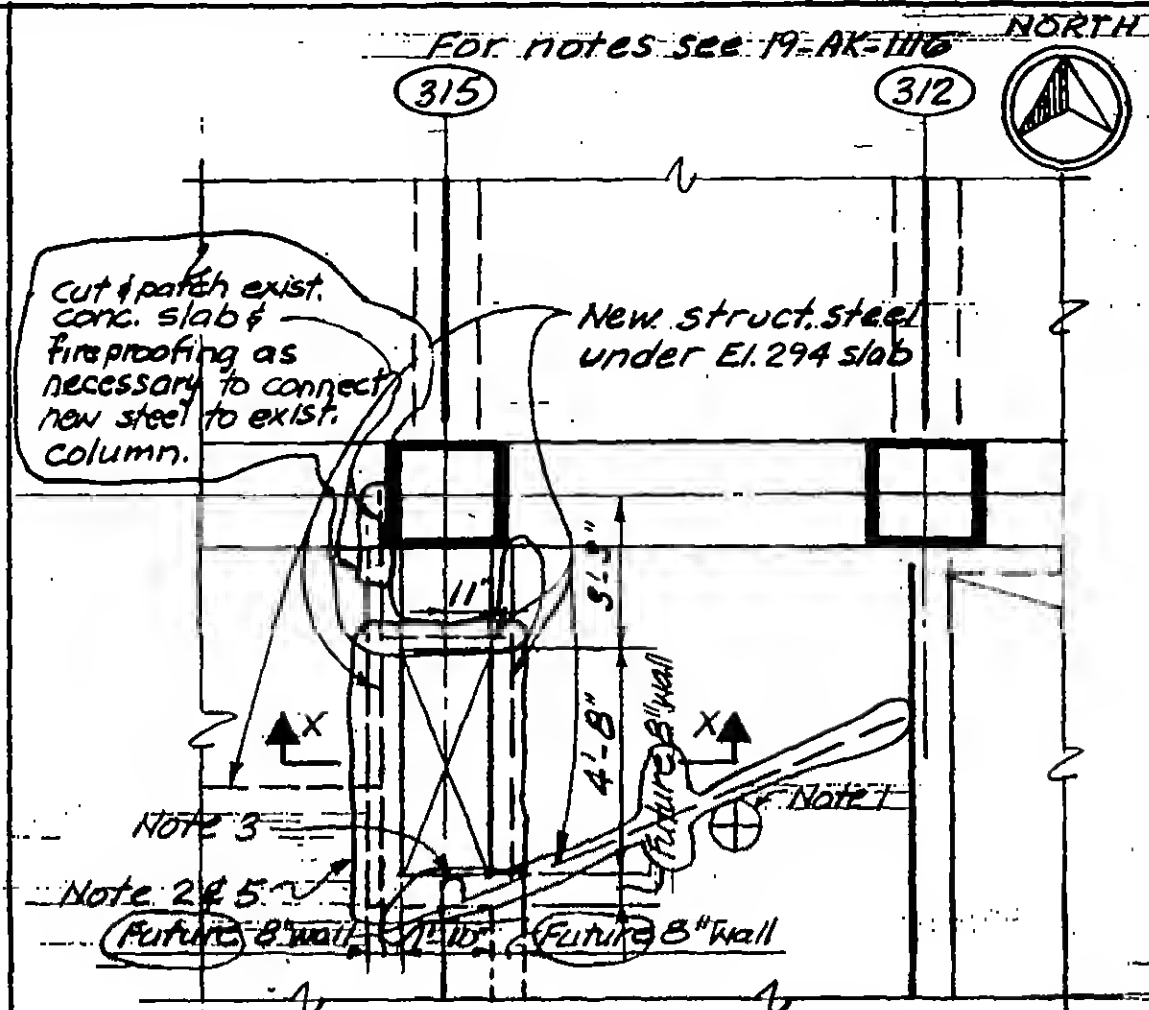 For notes see 19-AK-1116
NORTH
315
312
cut & patch exist.
conc. slab &
fireproofing as
necessary to connect
new steel to exist.
column.
New struct. steel
under El. 294 slab
11"
4'-8"
Future 8" wall
X
X
Note 1
Note 3
Note 2 & 5
Future 8" wall
1'-10"
Future 8" wall